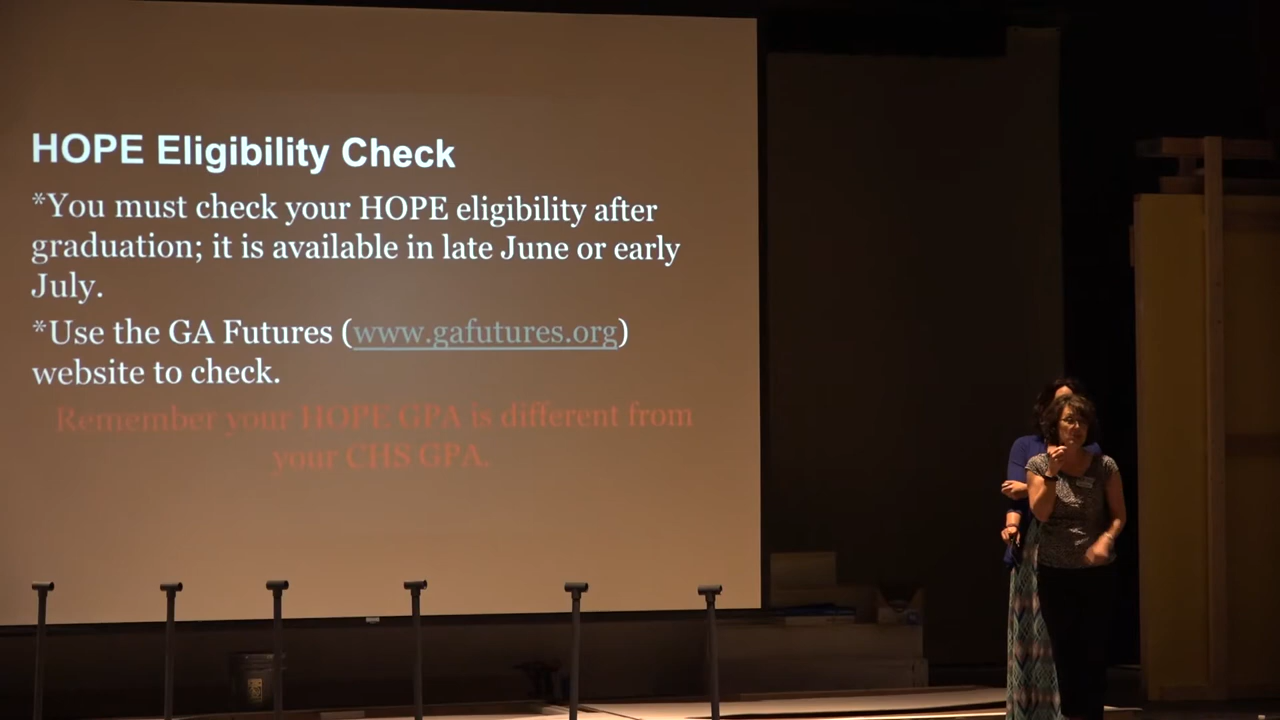 HOPE Eligibility Check
*You must check your HOPE eligibility after
graduation; it is available in late June or early
July.
*Use the GA Futures (www.gafutures.org)
website to check.
Remember your HOPE GPA is different from
your CHS GPA.